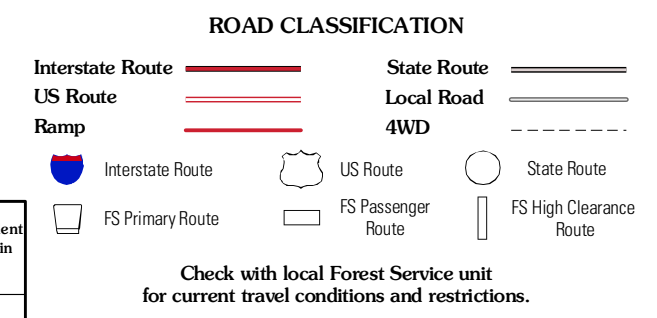 ROAD CLASSIFICATION
Interstate Route
State Route
US Route
Local Road
Ramp
4WD
Interstate Route
US Route
State Route
FS Primary Route
FS Passenger
Route
FS High Clearance
Route
in
Check with local Forest Service unit
for current travel conditions and restrictions.